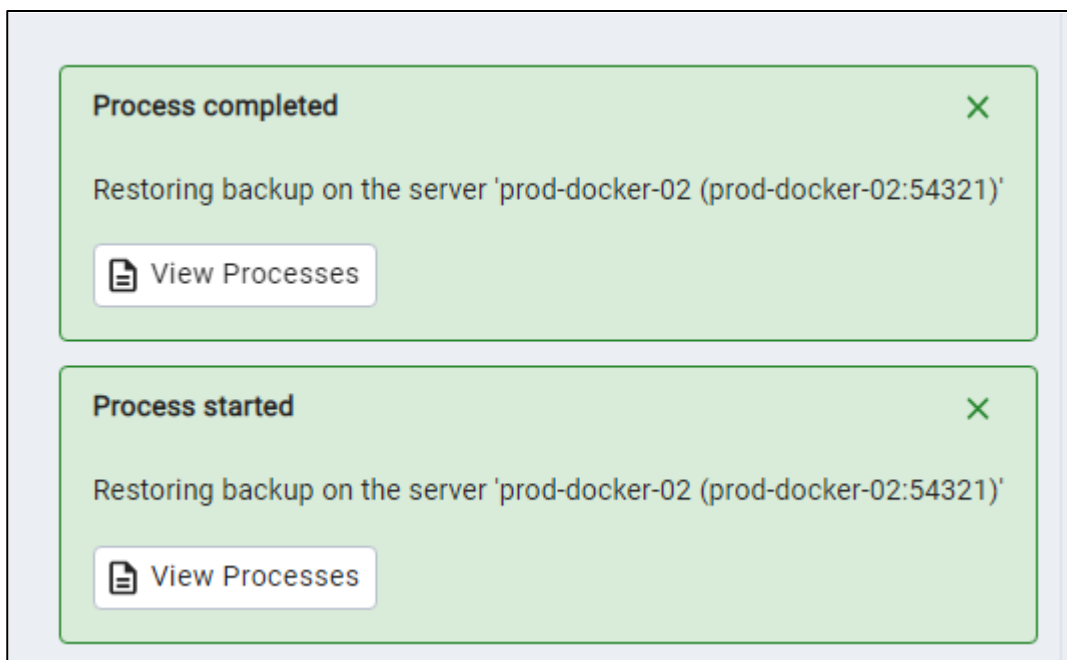 Process completed
Restoring backup on the server 'prod-docker-02 (prod-docker-02:54321)'
View Processes
Process started
Restoring backup on the server 'prod-docker-02 (prod-docker-02:54321)'
View Processes